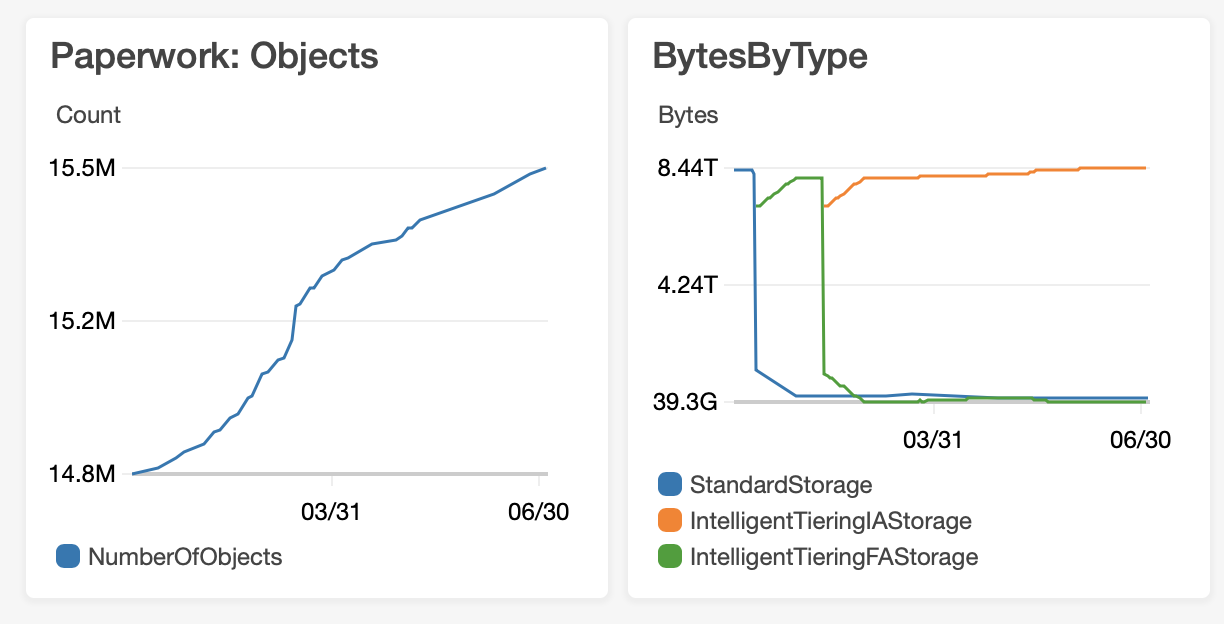 Paperwork: Objects
Count
15.5M
15.2M
14.8M
03/31 06/30
NumberOfObjects
BytesByType
Bytes
8.44T
4.24T
39.3G
03/31 06/30
StandardStorage
IntelligentTieringIAStorage
IntelligentTieringFAStorage